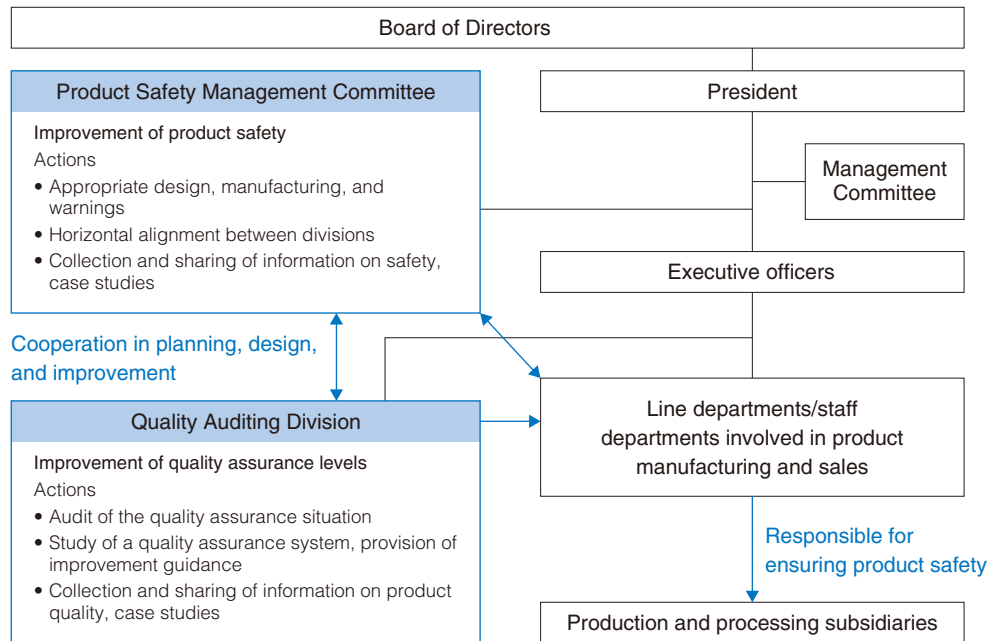 Board of Directors
Product Safety Management Committee
Improvement of product safety
Actions
• Appropriate design, manufacturing, and
warnings
• Horizontal alignment between divisions
• Collection and sharing of information on safety,
case studies
President
Management
Committee
Executive officers
Cooperation in planning, design,
and improvement
Quality Auditing Division
Improvement of quality assurance levels
Actions
• Audit of the quality assurance situation
• Study of a quality assurance system, provision of
improvement guidance
• Collection and sharing of information on product
quality, case studies
Line departments/staff
departments involved in product
manufacturing and sales
Responsible for
ensuring product safety
Production and processing subsidiaries